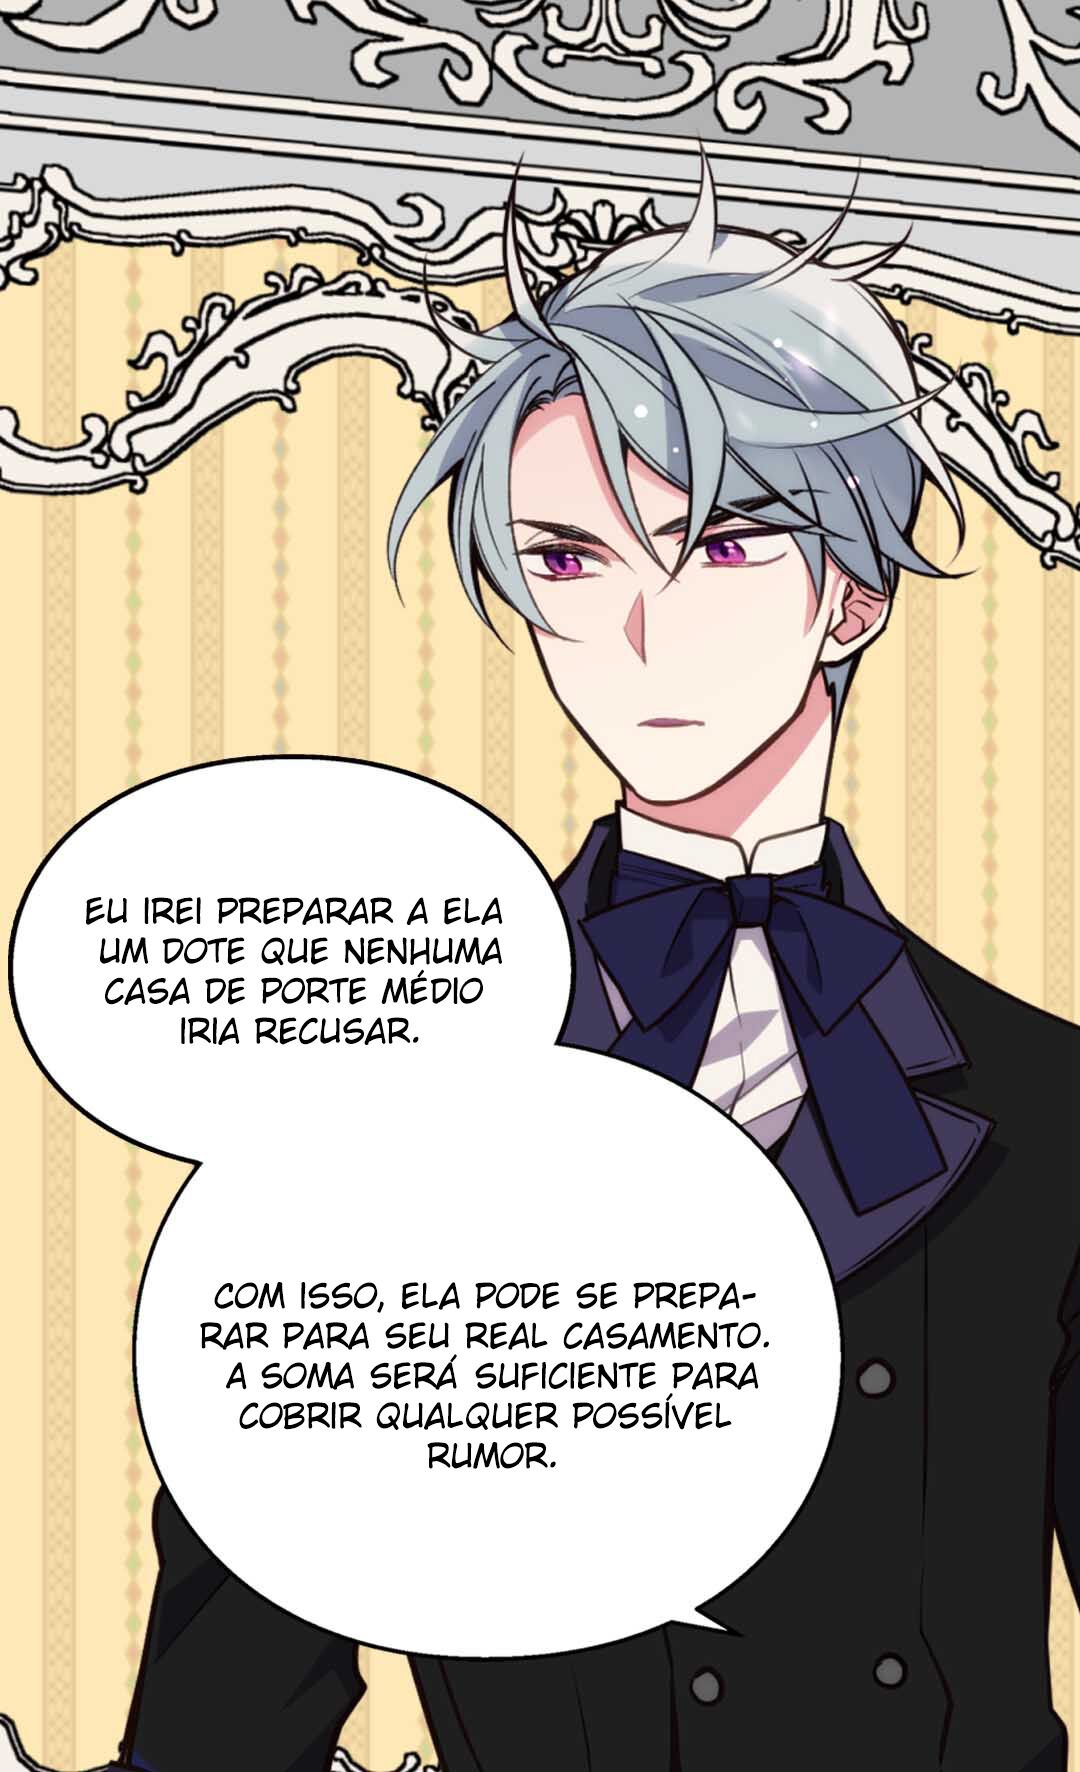 EU IREI PREPARAR A ELA
UM DOTE QUE NENHUMA
CASA DE PORTE MÉDIO
IRIA RECUSAR.
COM ISSO, ELA PODE SE PREPA-
RAR PARA SEU REAL CASAMENTO.
A SOMA SERÁ SUFICIENTE PARA
COBRIR QUALQUER POSSÍVEL
RUMOR.